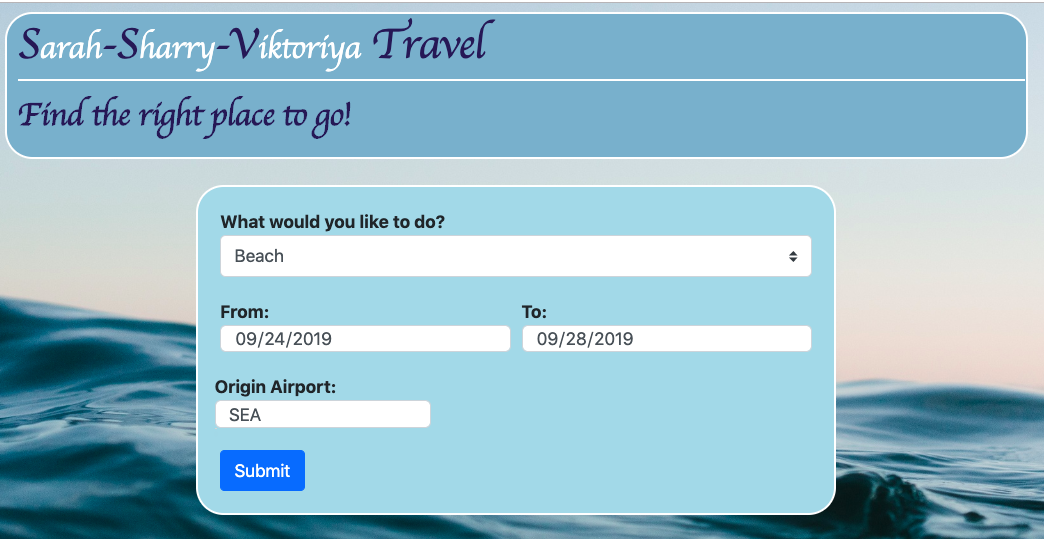 Sarah-Sharry-Viktoriya Travel
Find the right place to go!
What would you like to do?
Beach
From: To:
09/24/2019 09/28/2019
Origin Airport:
SEA
Submit